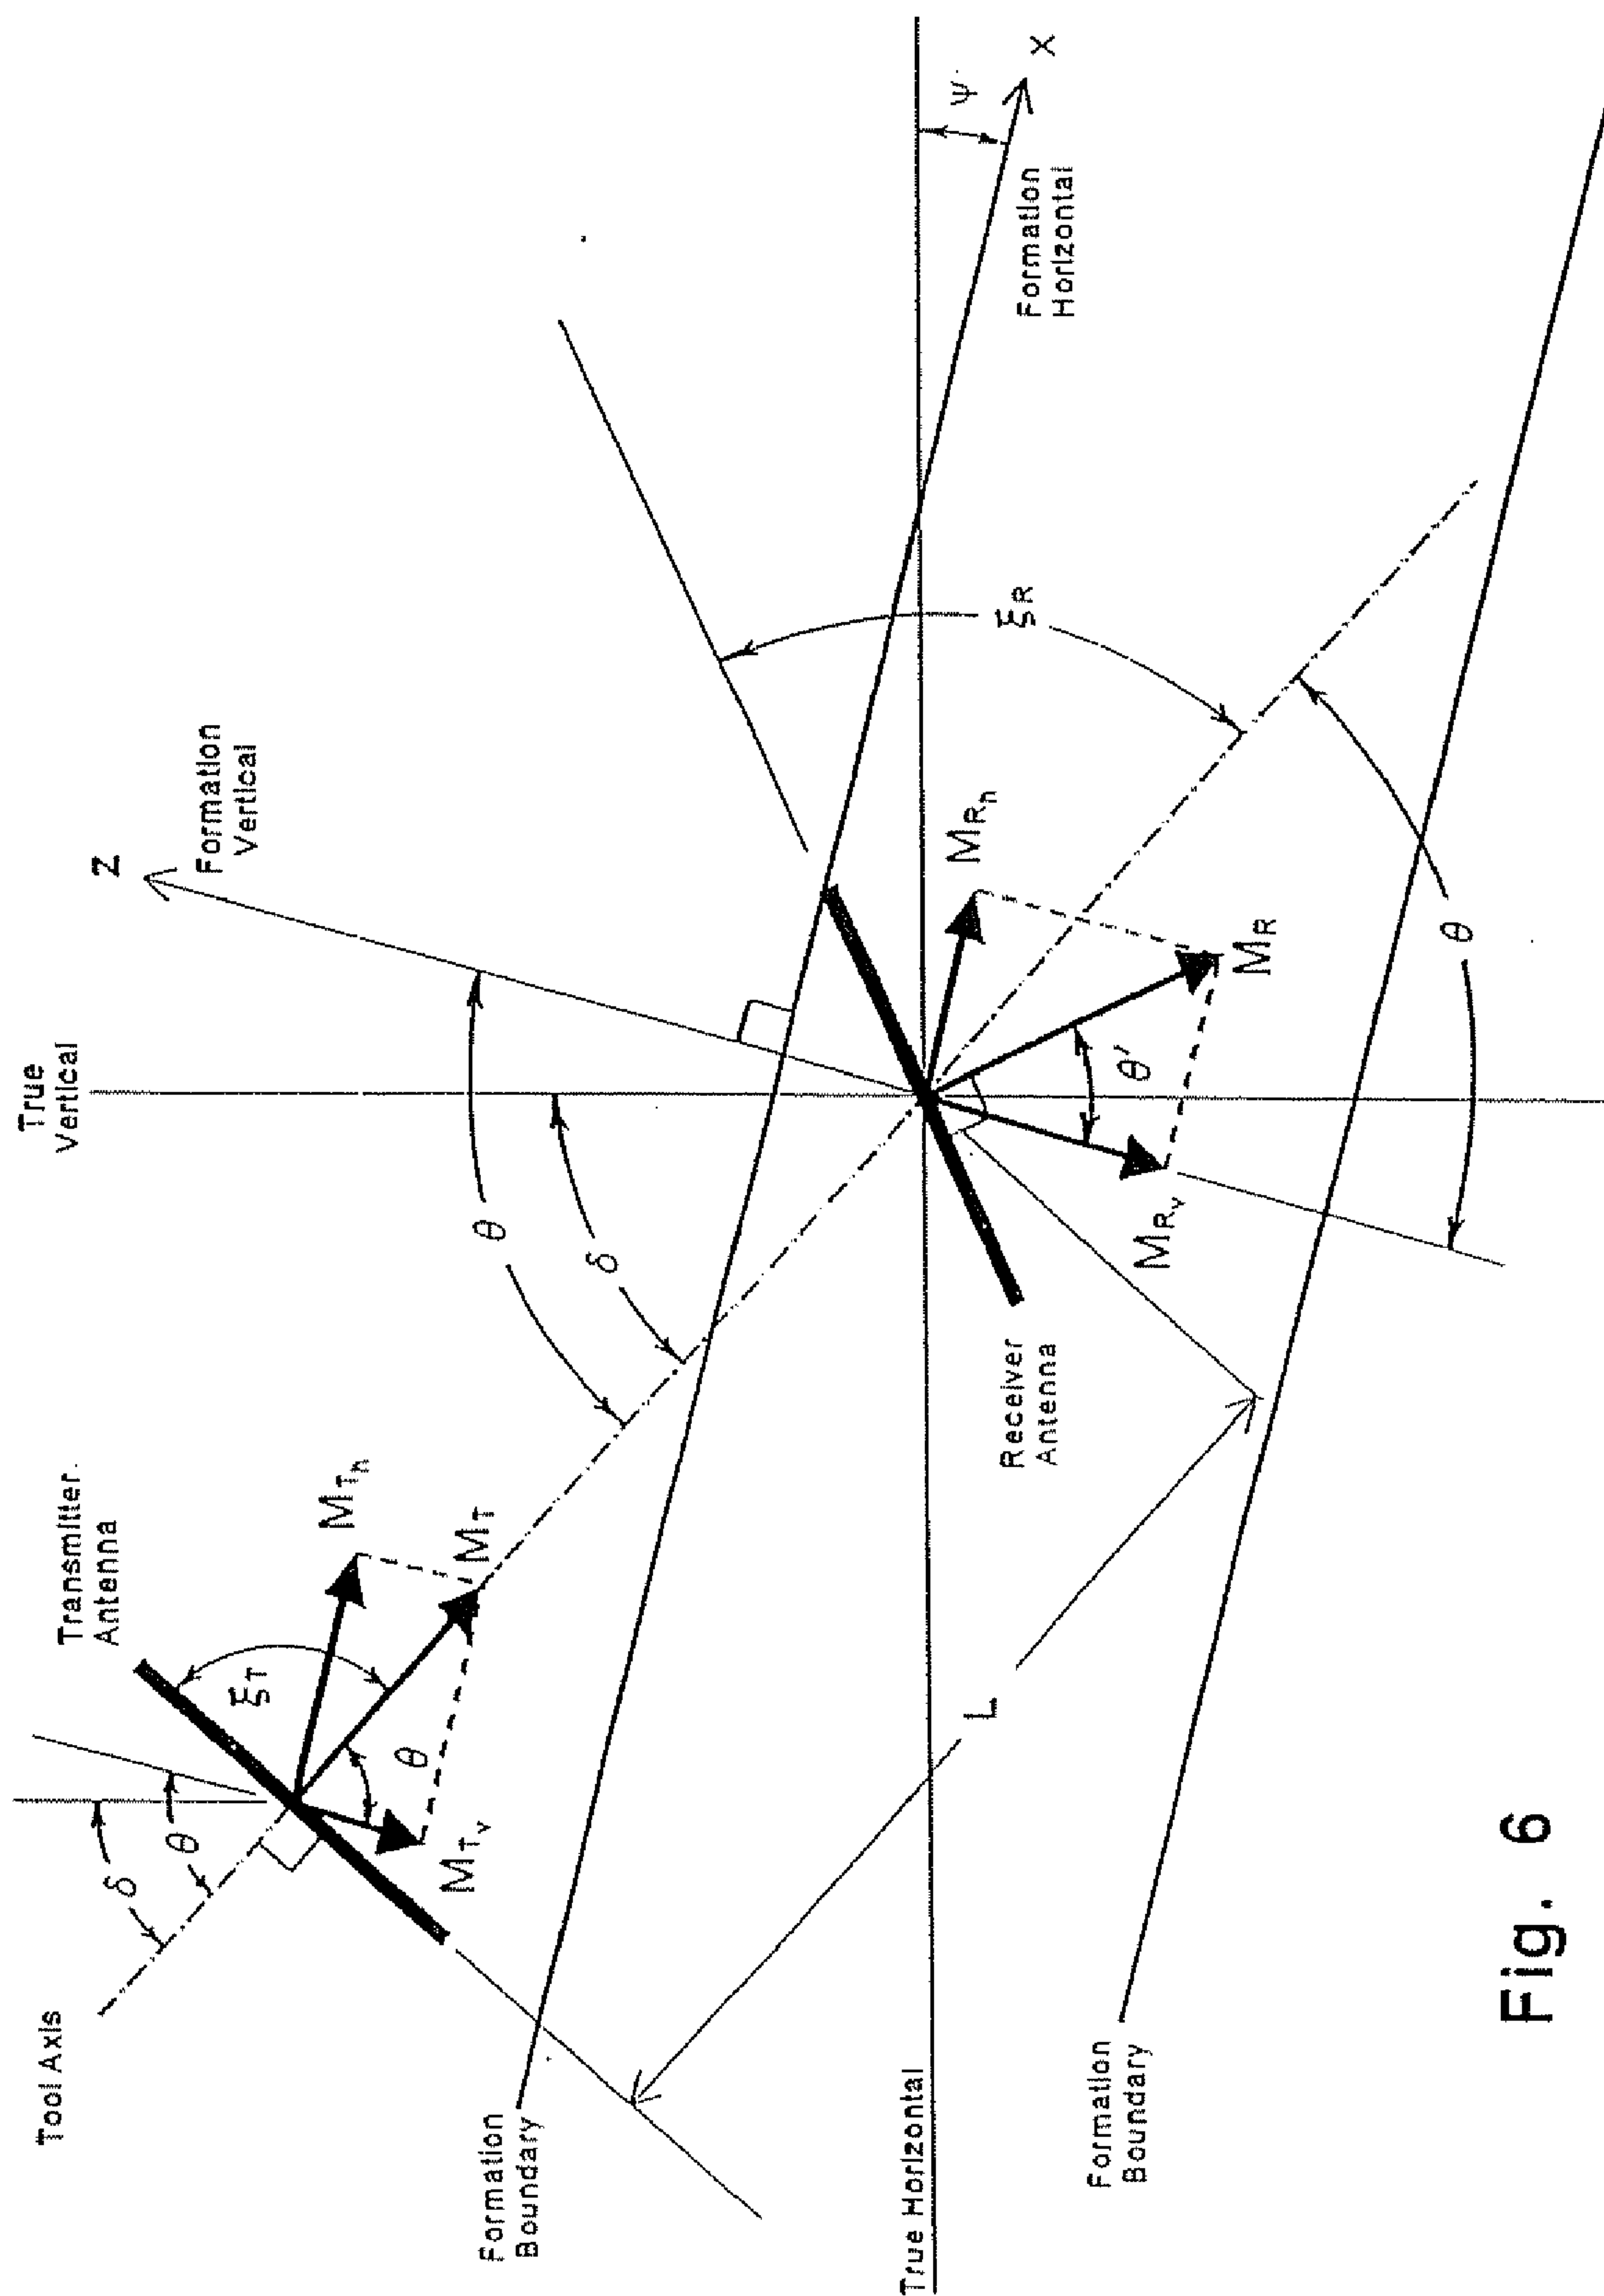 Tool Axis
δ
θ
Transmitter
Antenna
ξT
MTh
MT
θ
MTv
True
Vertical
Z
Formation
Vertical
θ
δ
Formation
Boundary
True Horizontal
L
Receiver
Antenna
MRh
MR
θ'
MRv
ξR
θ
Formation
Horizontal
ψ
X
Formation
Boundary
Fig. 6